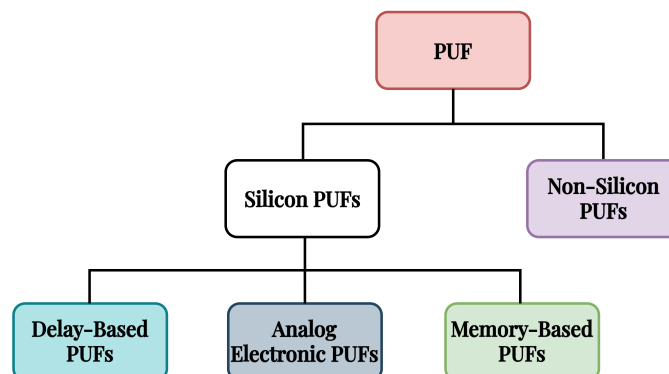 PUF
Silicon PUFs
Non-Silicon
PUFs
Delay-Based
PUFs
Analog
Electronic PUFs
Memory-Based
PUFs